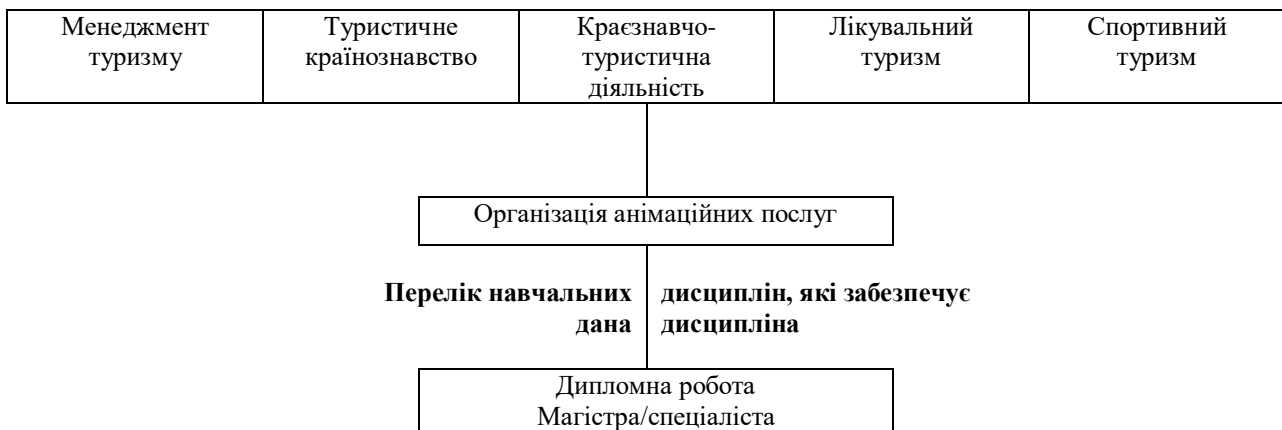 Менеджмент
туризму
Туристичне
країнознавство
Краєзнавчо-
туристична
діяльність
Лікувальний
туризм
Спортивний
туризм
Організація анімаційних послуг
Перелік навчальних дисциплін, які забезпечує
дана дисципліна
Дипломна робота
Магістра/спеціаліста